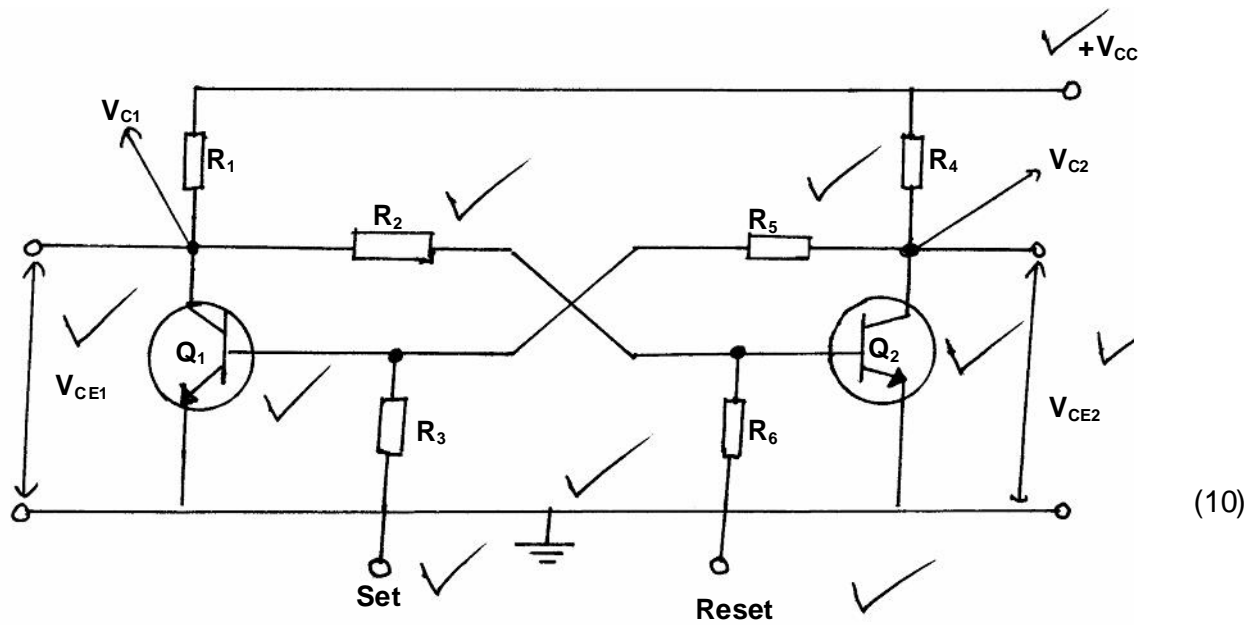 +VCC
VC1
R1
R4
VC2
R2
R5
Q1
Q2
VCE1
R3
R6
VCE2
(10)
Set
Reset